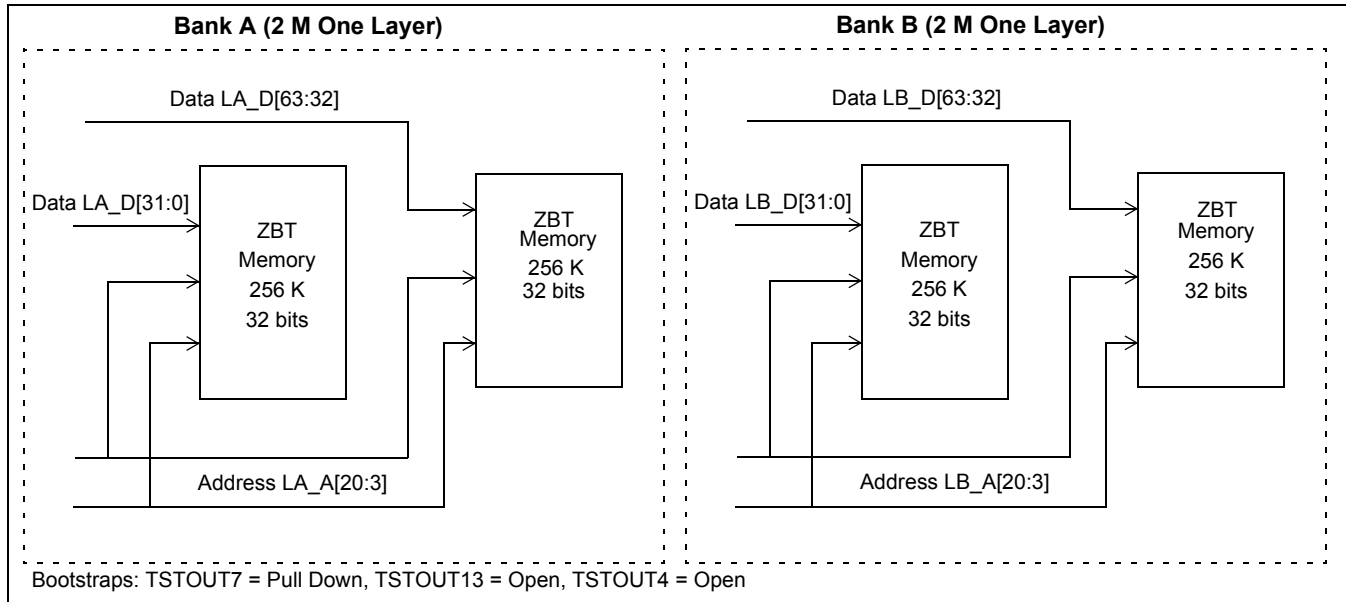 Bank A (2 M One Layer)
Data LA_D[63:32]
Data LA_D[31:0]
ZBT
Memory
256 K
32 bits
ZBT
Memory
256 K
32 bits
Address LA_A[20:3]
Bank B (2 M One Layer)
Data LB_D[63:32]
Data LB_D[31:0]
ZBT
Memory
256 K
32 bits
ZBT
Memory
256 K
32 bits
Address LB_A[20:3]
Bootstraps: TSTOUT7 = Pull Down, TSTOUT13 = Open, TSTOUT4 = Open